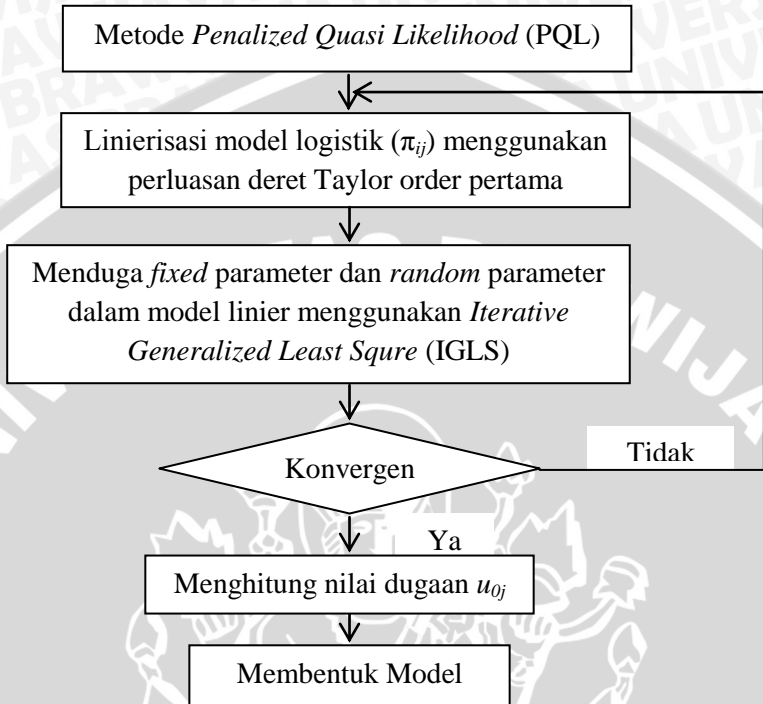 Metode Penalized Quasi Likelihood (PQL)
Linierisasi model logistik (πij) menggunakan
perluasan deret Taylor order pertama
Menduga fixed parameter dan random parameter
dalam model linier menggunakan Iterative
Generalized Least Squre (IGLS)
Konvergen
Tidak
Ya
Menghitung nilai dugaan u0j
Membentuk Model